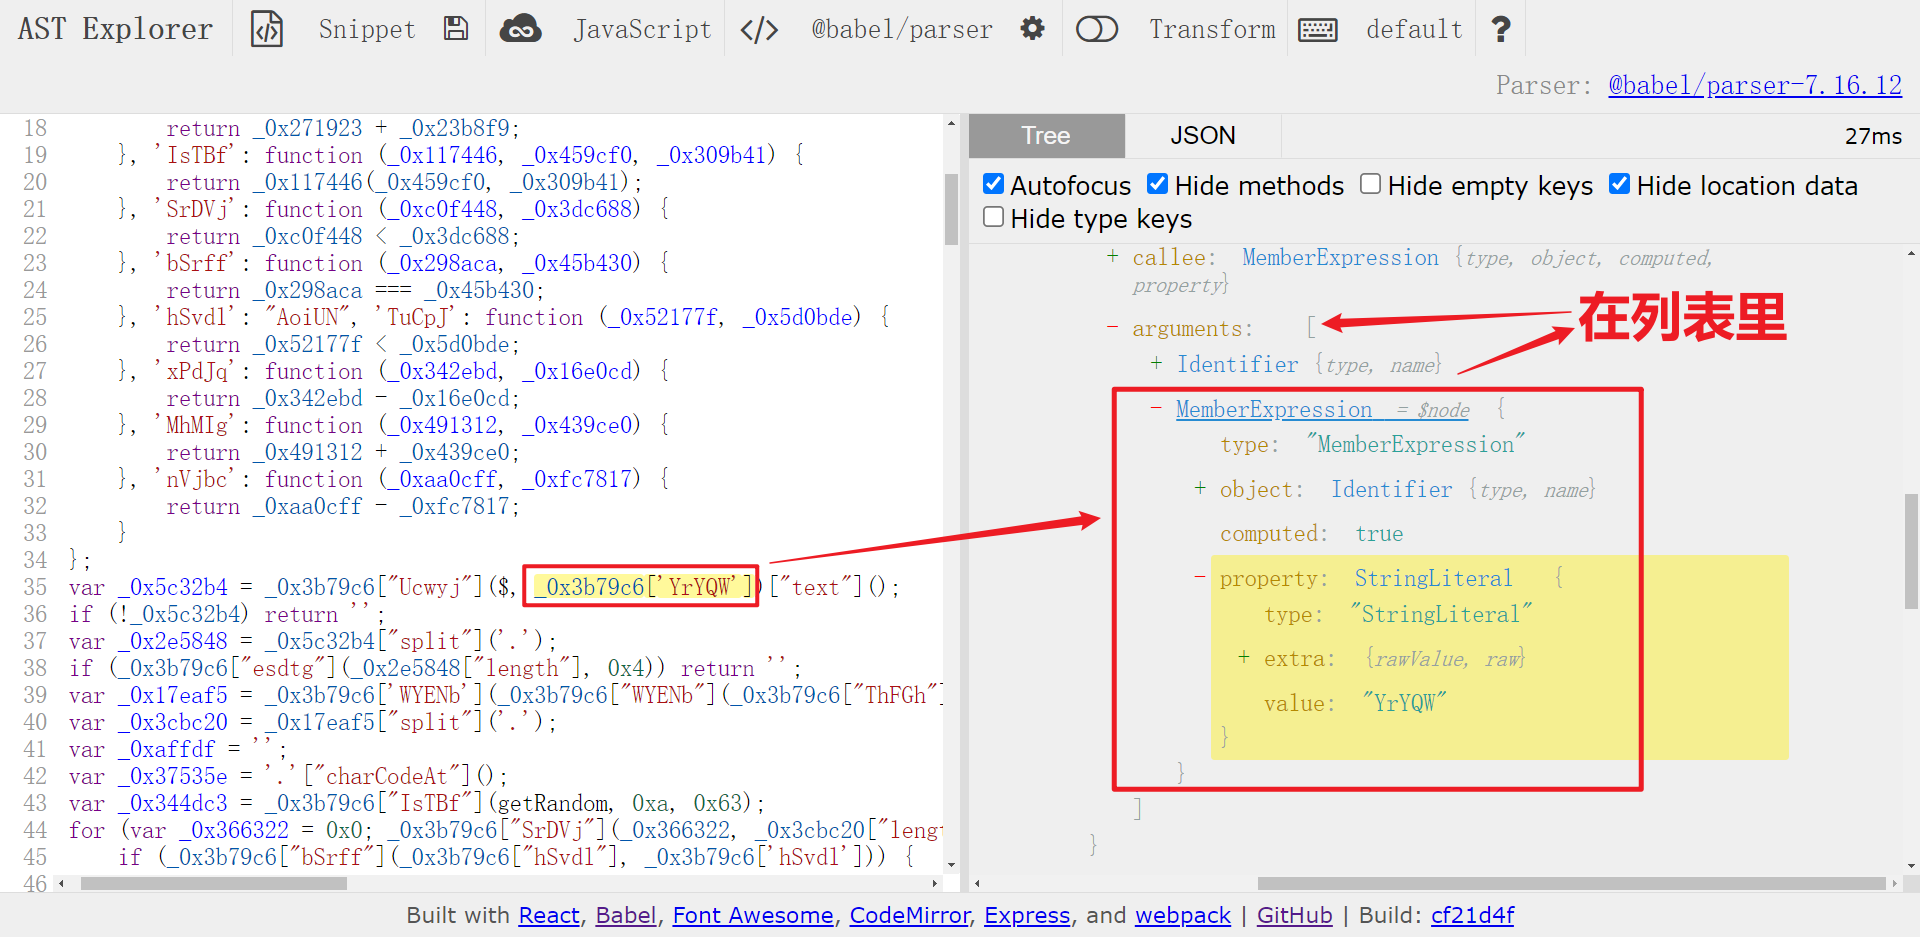 AST Explorer Snippet JavaScript </> @babel/parser Transform default ?
Parser: @babel/parser-7.16.12
18 return _0x271923 + _0x23b8f9;
19 }, 'IsTBf': function (_0x117446, _0x459cf0, _0x309b41) {
20 return _0x117446(_0x459cf0, _0x309b41);
21 }, 'SrDVj': function (_0xc0f448, _0x3dc688) {
22 return _0xc0f448 < _0x3dc688;
23 }, 'bSrff': function (_0x298aca, _0x45b430) {
24 return _0x298aca === _0x45b430;
25 }, 'hSvdl': "AoiUN", 'TuCpJ': function (_0x52177f, _0x5d0bde) {
26 return _0x52177f < _0x5d0bde;
27 }, 'xPdJq': function (_0x342ebd, _0x16e0cd) {
28 return _0x342ebd - _0x16e0cd;
29 }, 'MhMIg': function (_0x491312, _0x439ce0) {
30 return _0x491312 + _0x439ce0;
31 }, 'nVjbc': function (_0xaa0cff, _0xfc7817) {
32 return _0xaa0cff - _0xfc7817;
33 }
34 };
35 var _0x5c32b4 = _0x3b79c6["Ucwyj"]($, _0x3b79c6['YrYQW'])["text"]();
36 if (!_0x5c32b4) return '';
37 var _0x2e5848 = _0x5c32b4["split"]('.');
38 if (_0x3b79c6["esdtg"](_0x2e5848["length"], 0x4)) return '';
39 var _0x17eaf5 = _0x3b79c6['WYENb'](_0x3b79c6["WYENb"](_0x3b79c6["ThFGh"]
40 var _0x3cbc20 = _0x17eaf5["split"]('.');
41 var _0xaffdf = '';
42 var _0x37535e = '.'["charCodeAt"]();
43 var _0x344dc3 = _0x3b79c6["IsTBf"](getRandom, 0xa, 0x63);
44 for (var _0x366322 = 0x0; _0x3b79c6["SrDVj"](_0x366322, _0x3cbc20["leng
45 if (_0x3b79c6["bSrff"](_0x3b79c6["hSvdl"], _0x3b79c6['hSvdl'])) {
46
Tree JSON 27ms
Autofocus Hide methods Hide empty keys Hide location data
Hide type keys
+ callee: MemberExpression {type, object, computed,
property}
- arguments: [
在列表里
+ Identifier {type, name}
- MemberExpression = $node {
type: "MemberExpression"
+ object: Identifier {type, name}
computed: true
- property: StringLiteral {
type: "StringLiteral"
+ extra: {rawValue, raw}
value: "YrYQW"
}
}
]
}
Built with React, Babel, Font Awesome, CodeMirror, Express, and webpack | GitHub | Build: cf21d4f